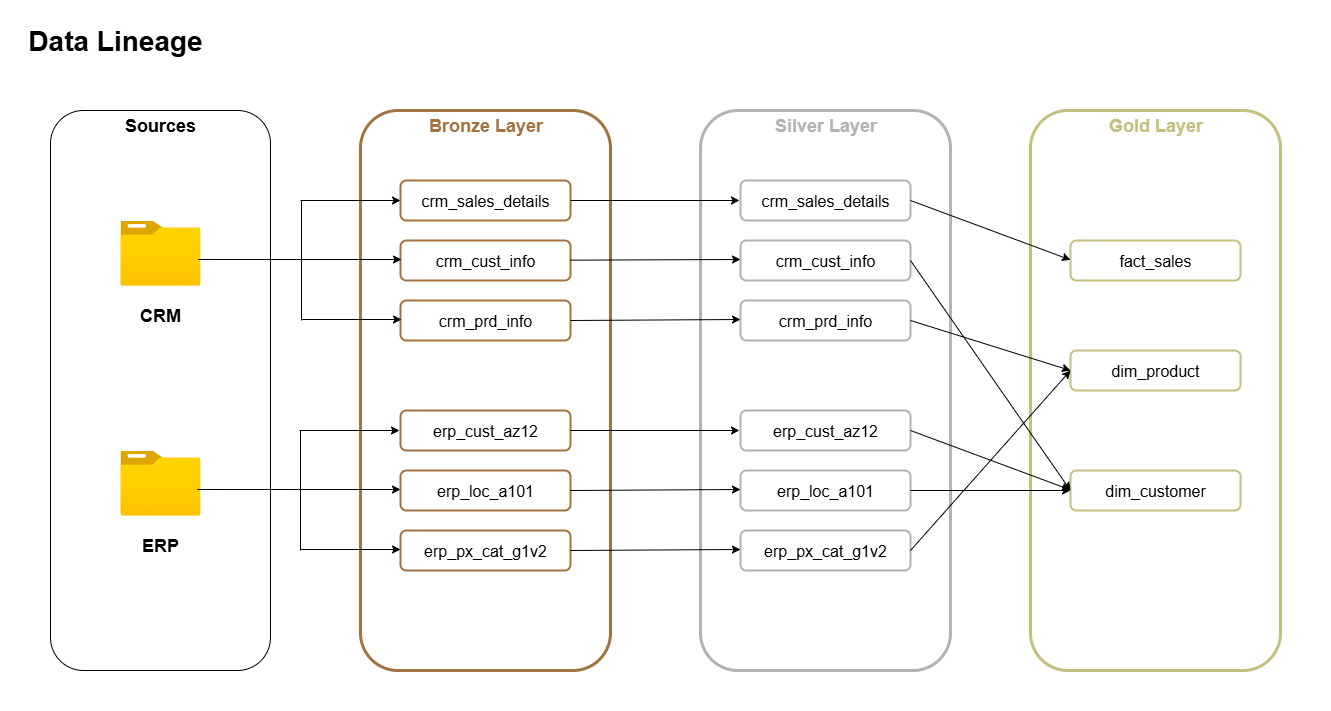 Data Lineage
Sources
CRM
ERP
Bronze Layer
crm_sales_details
crm_cust_info
crm_prd_info
erp_cust_az12
erp_loc_a101
erp_px_cat_g1v2
Silver Layer
crm_sales_details
crm_cust_info
crm_prd_info
erp_cust_az12
erp_loc_a101
erp_px_cat_g1v2
Gold Layer
fact_sales
dim_product
dim_customer